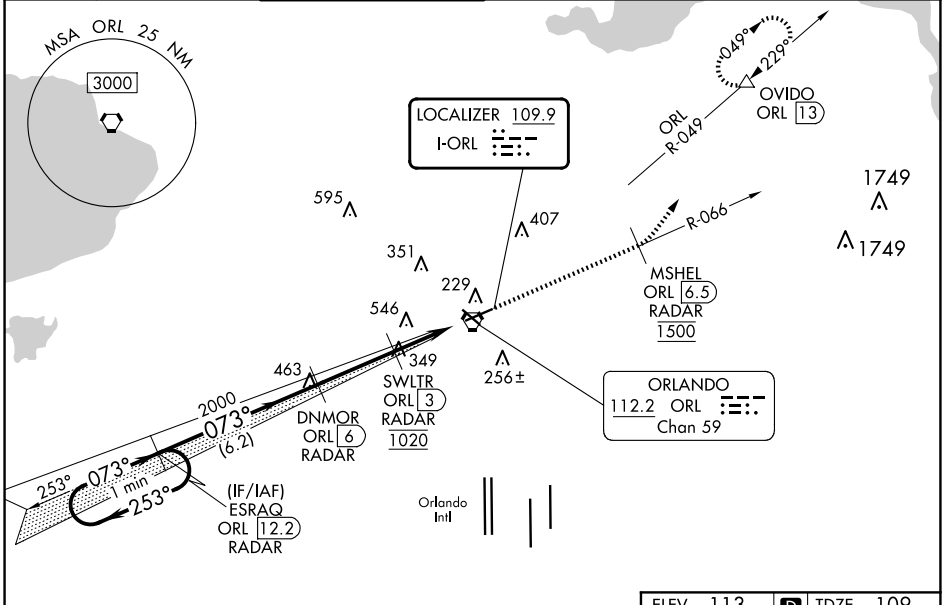 MSA ORL 25 NM
3000
LOCALIZER 109.9
I-ORL
049°
229°
OVIDO
ORL 13
ORL
R-049
1749
1749
595
407
R-066
351
229
MSHEL
ORL 6.5
RADAR
1500
546
349
256±
463
SWLTR
ORL 3
RADAR
1020
ORLANDO
112.2 ORL
Chan 59
2000
073°
(6.2)
DNMOR
ORL 6
RADAR
253°
073°
1 min
253°
(IF/IAF)
ESRAQ
ORL 12.2
RADAR
Orlando
Intl
ELEV 113 D TDZE 109